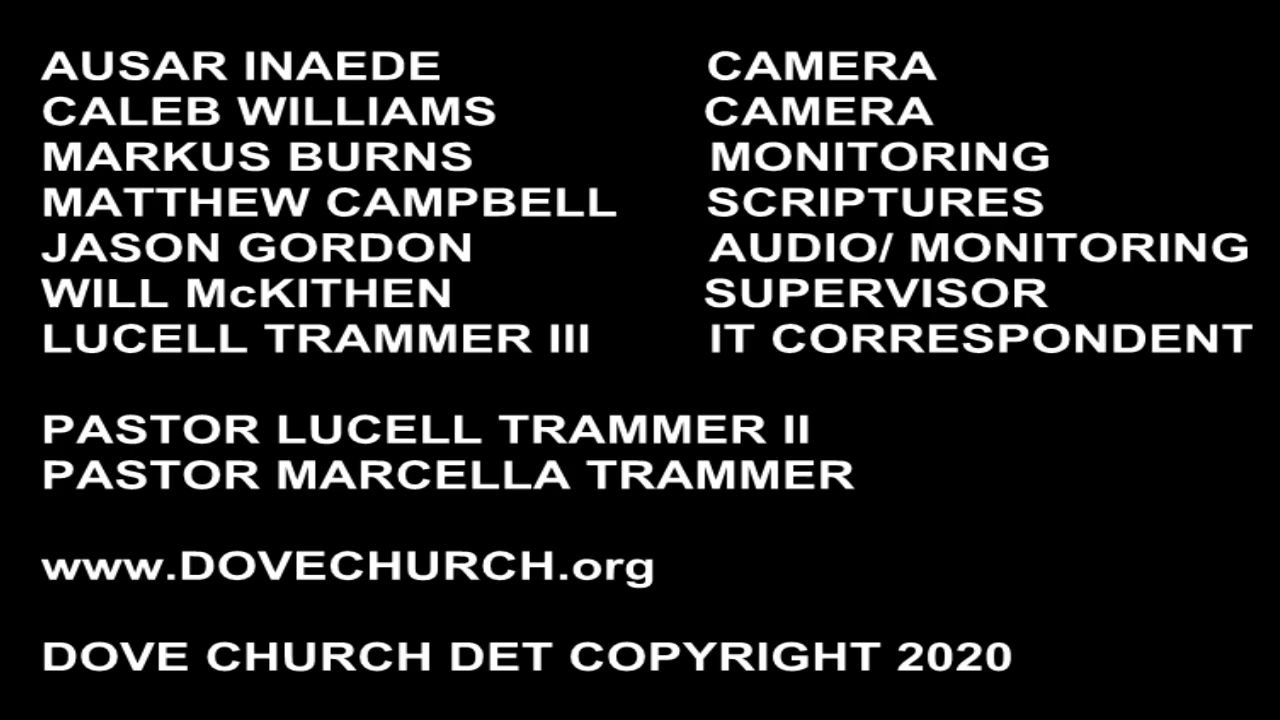 AUSAR INAEDE CAMERA
CALEB WILLIAMS CAMERA
MARKUS BURNS MONITORING
MATTHEW CAMPBELL SCRIPTURES
JASON GORDON AUDIO/ MONITORING
WILL McKITHEN SUPERVISOR
LUCELL TRAMMER III IT CORRESPONDENT
PASTOR LUCELL TRAMMER II
PASTOR MARCELLA TRAMMER
www.DOVECHURCH.org
DOVE CHURCH DET COPYRIGHT 2020